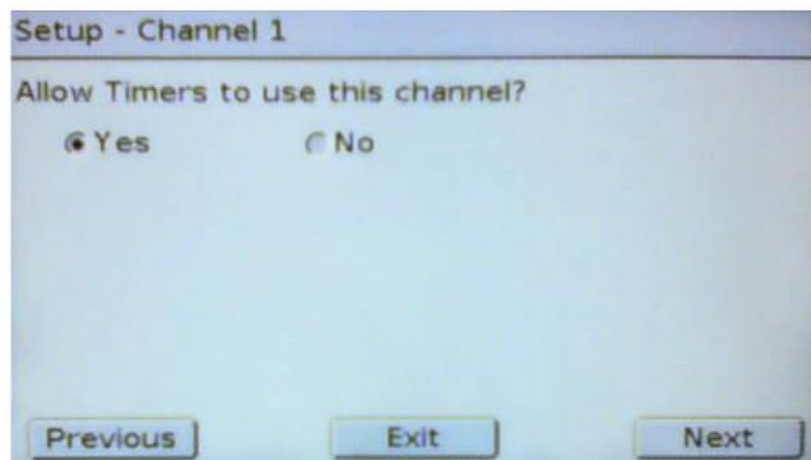 Setup - Channel 1
Allow Timers to use this channel?
Yes No
Previous Exit Next